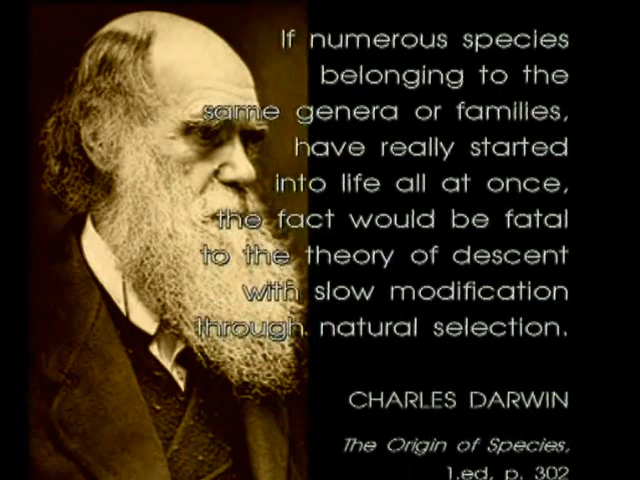 If numerous species
belonging to the
same genera or families,
have really started
into life all at once,
the fact would be fatal
to the theory of descent
with slow modification
through natural selection.
CHARLES DARWIN
The Origin of Species,
1.ed, p. 302